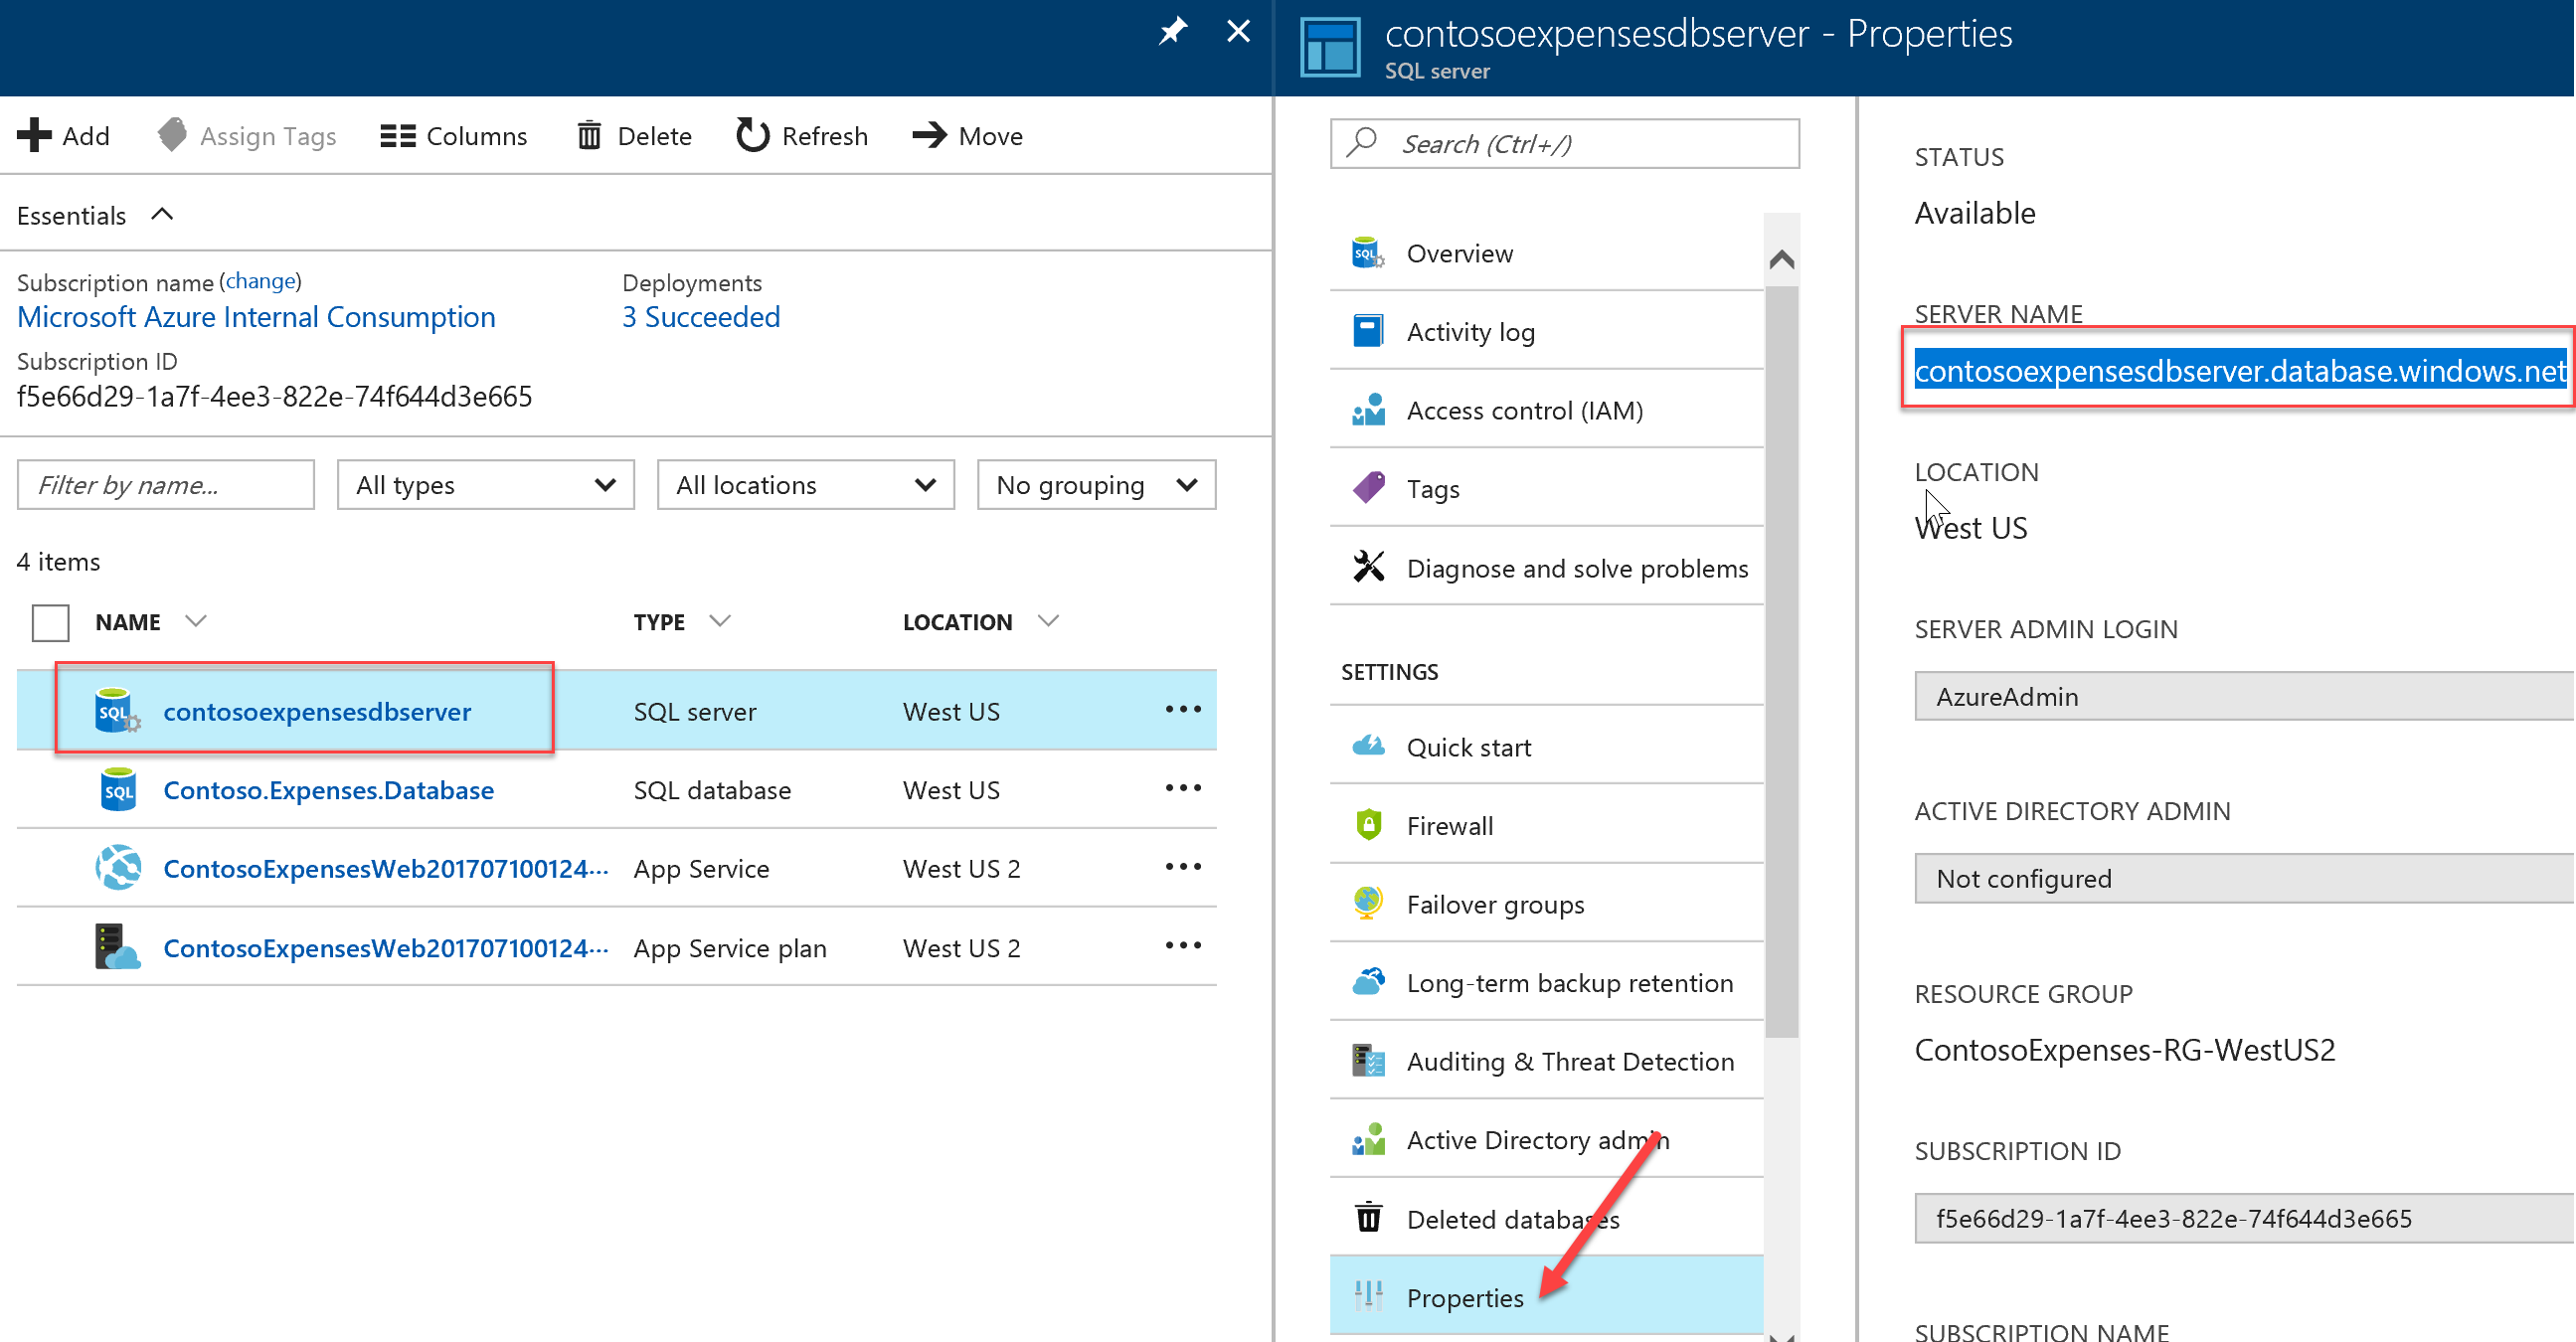 contosoexpensesdbserver - Properties
SQL server
Add Assign Tags Columns Delete Refresh Move
Essentials
Subscription name (change) Deployments
Microsoft Azure Internal Consumption 3 Succeeded
Subscription ID
f5e66d29-1a7f-4ee3-822e-74f644d3e665
Filter by name... All types All locations No grouping
4 items
NAME TYPE LOCATION
contosoexpensesdbserver SQL server West US
Contoso.Expenses.Database SQL database West US
ContosoExpensesWeb201707100124... App Service West US 2
ContosoExpensesWeb201707100124... App Service plan West US 2
Search (Ctrl+/)
Overview
Activity log
Access control (IAM)
Tags
Diagnose and solve problems
SETTINGS
Quick start
Firewall
Failover groups
Long-term backup retention
Auditing & Threat Detection
Active Directory admin
Deleted databases
Properties
STATUS
Available
SERVER NAME
contosoexpensesdbserver.database.windows.net
LOCATION
West US
SERVER ADMIN LOGIN
AzureAdmin
ACTIVE DIRECTORY ADMIN
Not configured
RESOURCE GROUP
ContosoExpenses-RG-WestUS2
SUBSCRIPTION ID
f5e66d29-1a7f-4ee3-822e-74f644d3e665
SUBSCRIPTION NAME